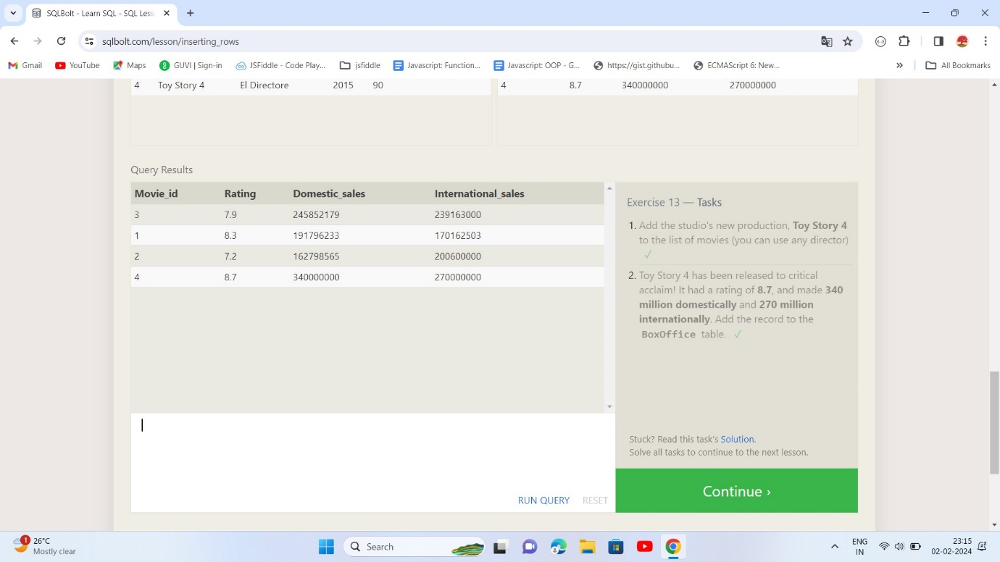 SQLBolt - Learn SQL - SQL Less
sqlbolt.com/lesson/inserting_rows
Gmail YouTube Maps GUVI | Sign-in JSFiddle - Code Play... jsfiddle Javascript: Function... Javascript: OOP - G... https://gist.githubu... ECMAScript 6: New... » All Bookmarks
4 Toy Story 4 El Directore 2015 90
4 8.7 340000000 270000000
Query Results
Movie_id Rating Domestic_sales International_sales
3 7.9 245852179 239163000
1 8.3 191796233 170162503
2 7.2 162798565 200600000
4 8.7 340000000 270000000
RUN QUERY RESET
Exercise 13 — Tasks
1. Add the studio's new production, Toy Story 4
to the list of movies (you can use any director)
✓
2. Toy Story 4 has been released to critical
acclaim! It had a rating of 8.7, and made 340
million domestically and 270 million
internationally. Add the record to the
BoxOffice table. ✓
Stuck? Read this task's Solution.
Solve all tasks to continue to the next lesson.
Continue ›
1
26°C
Mostly clear
Search
ENG
IN
23:15
02-02-2024